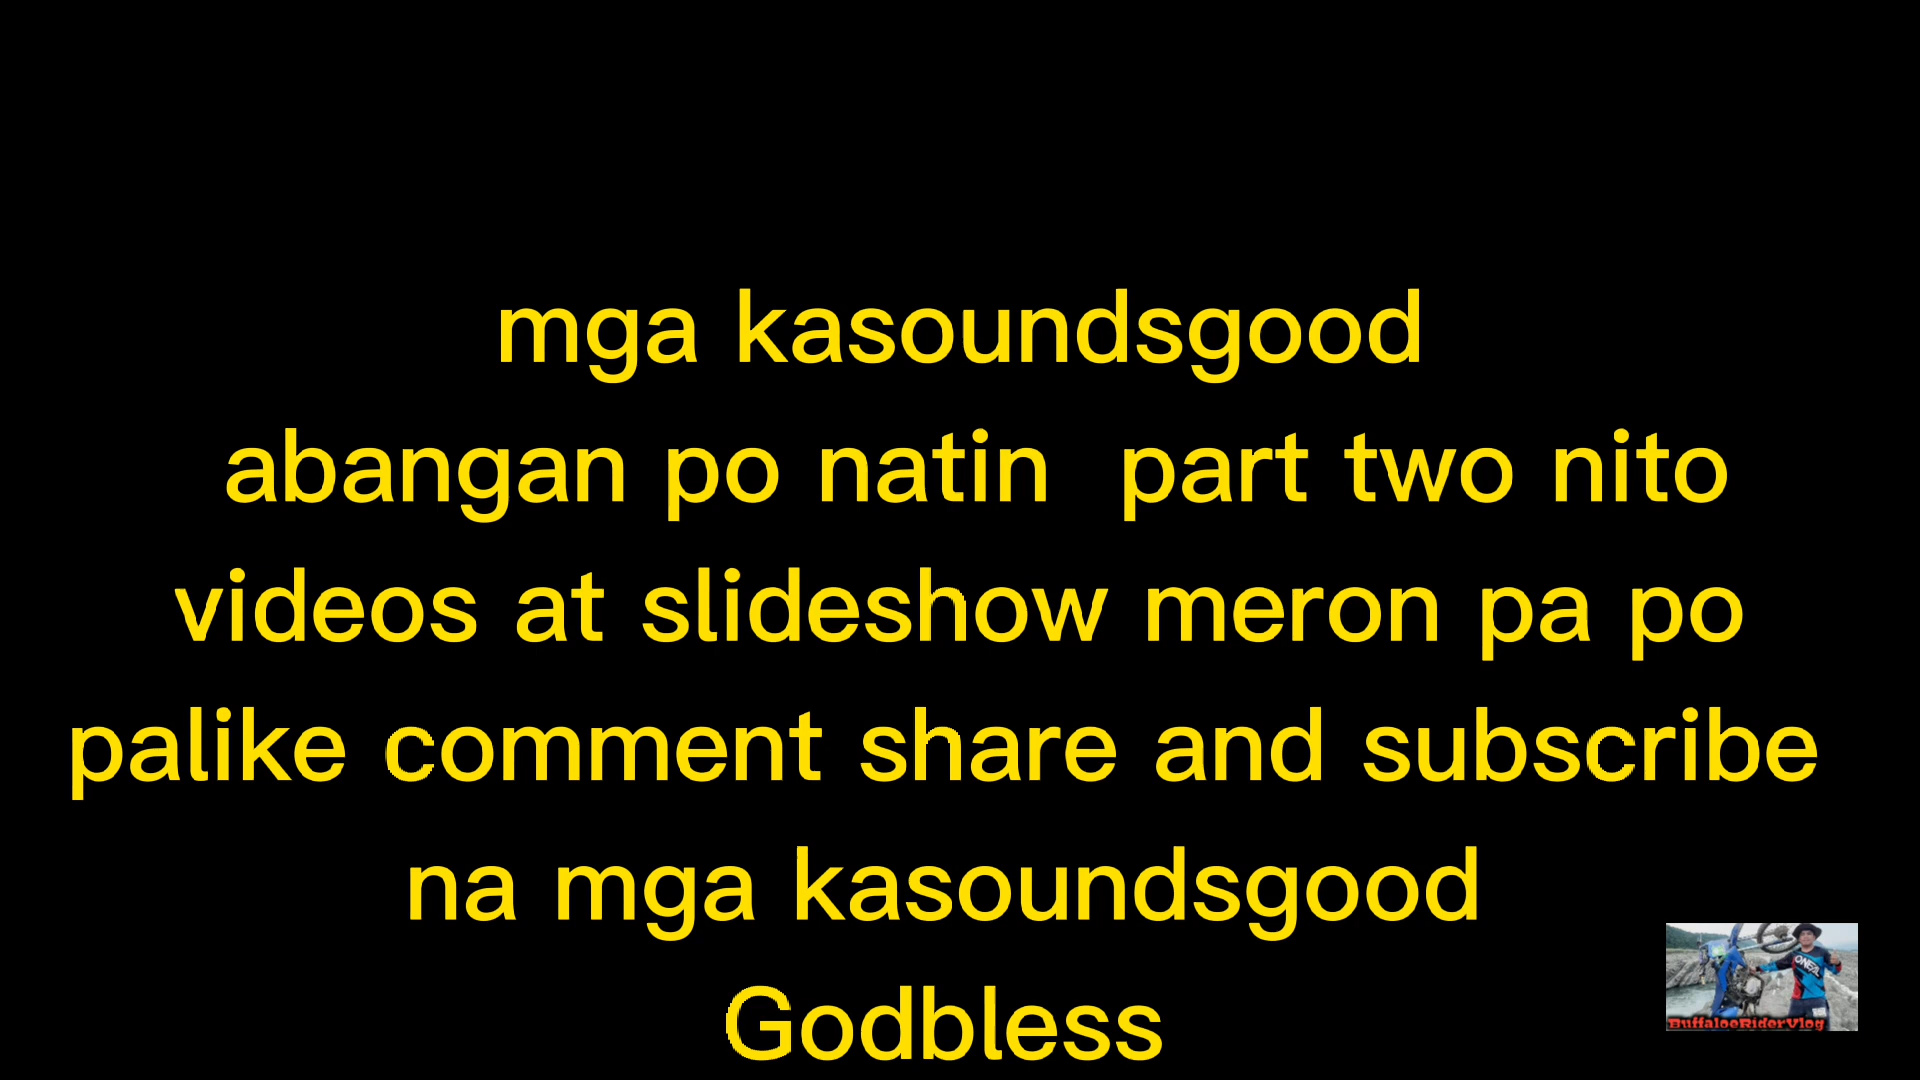 mga kasoundsgood
abangan po natin  part two nito
videos at slideshow meron pa po
palike comment share and subscribe
na mga kasoundsgood
Godbless
ONEAL
BuffaloeRiderVlog